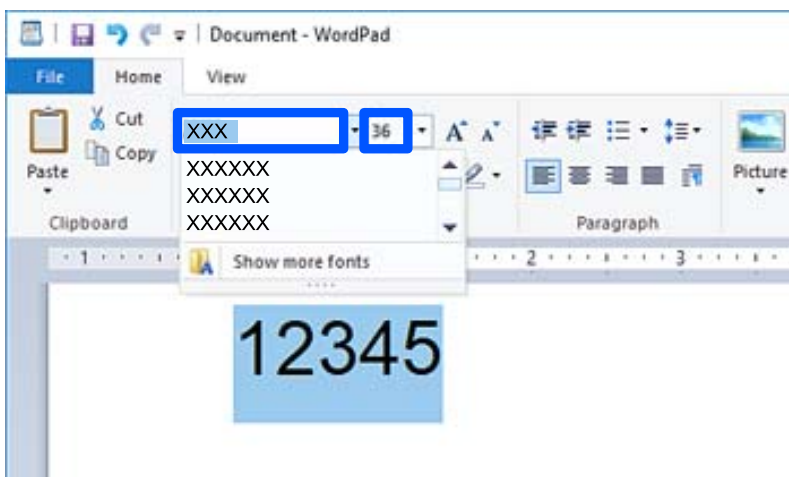 Document - WordPad
File Home View
Cut
XXX 36 A A
Copy
Paste
XXXXXX
Picture
XXXXXX
Clipboard XXXXXX Paragraph
1 2 3
Show more fonts
12345